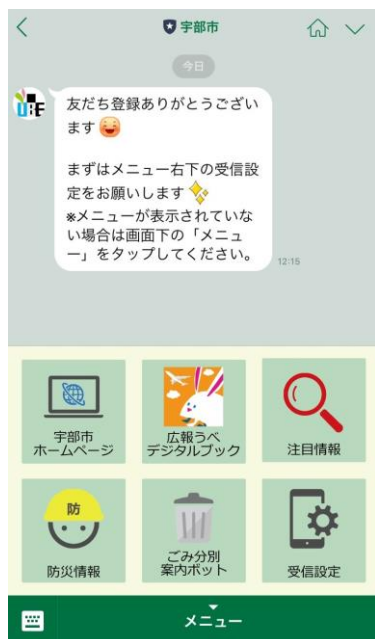 宇部市
今日
UBE
友だち登録ありがとうござい
ます
まずはメニュー右下の受信設
定をお願いします
※メニューが表示されていな
い場合は画面下の「メニュ
ー」をタップしてください。
12:15
宇部市
ホームページ
広報うべ
デジタルブック
注目情報
防
防災情報
ごみ分別
案内ボット
受信設定
メニュー